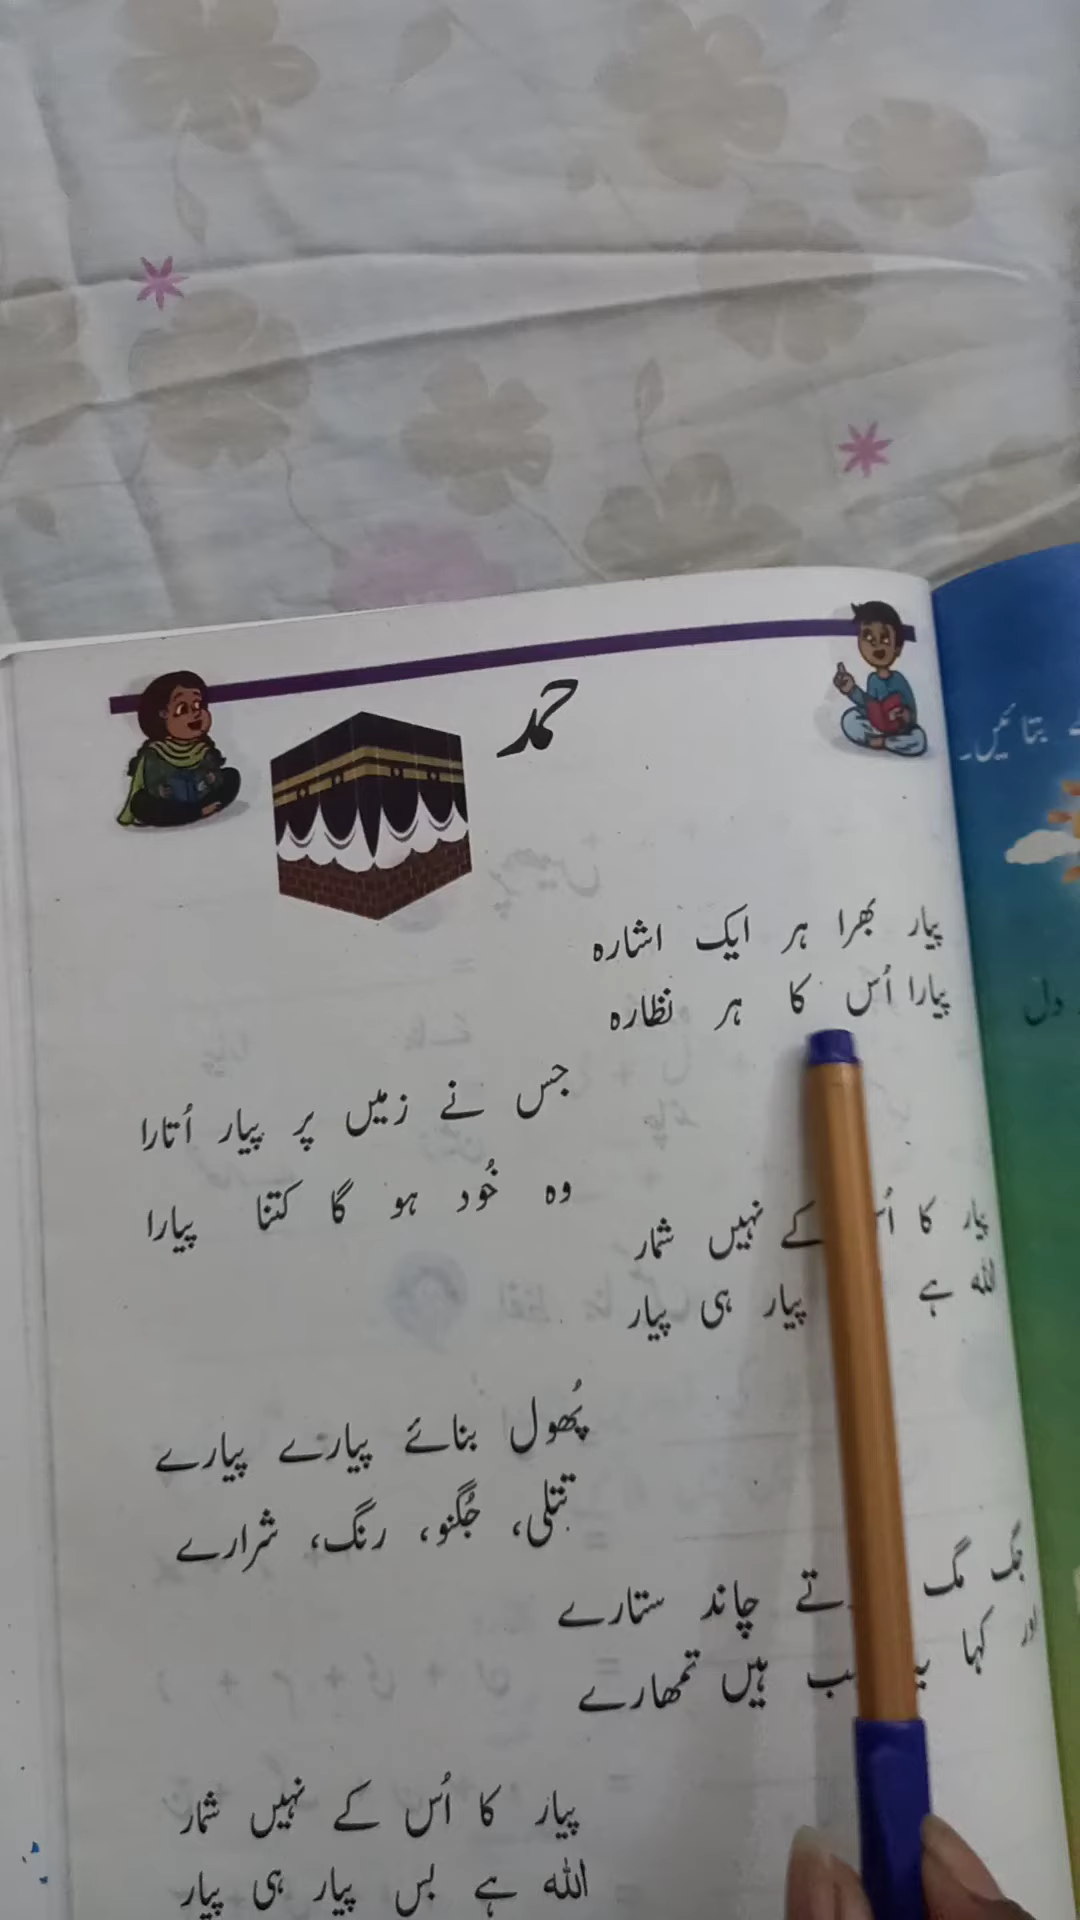 حمد
پیار بھرا ہر ایک اشارہ
پیارا اُس کا ہر نظارہ
جس نے زمیں پر پیار اُتارا
وہ خُود ہو گا کتنا پیارا
پیار کا کے نہیں شمار
اللہ ہے پیار ہی پیار
پُھول بنائے پیارے پیارے
تتلی، جُگنو، رنگ، شرارے
جگ مگ چاند ستارے
اور کہا ہیں تمھارے
پیار کا اُس کے نہیں شمار
اللہ ہے بس پیار ہی پیار
بتائیں۔
دل